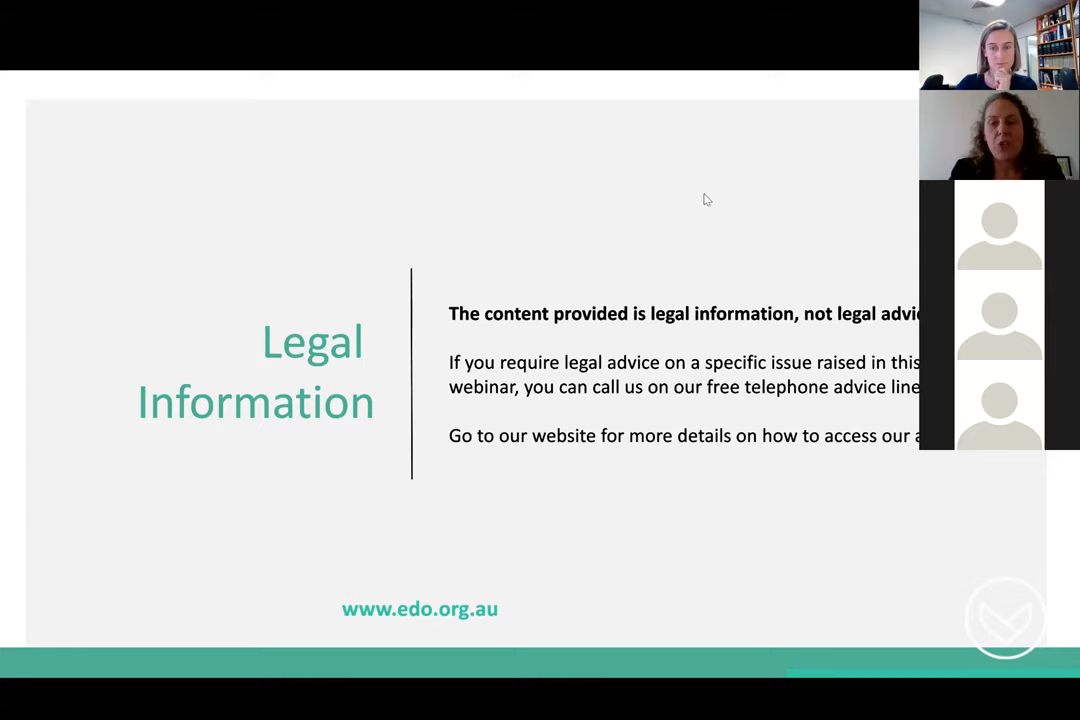 Legal
Information
The content provided is legal information, not legal
If you require legal advice on a specific issue raised in this
webinar, you can call us on our free telephone advice line
Go to our website for more details on how to access our
www.edo.org.au